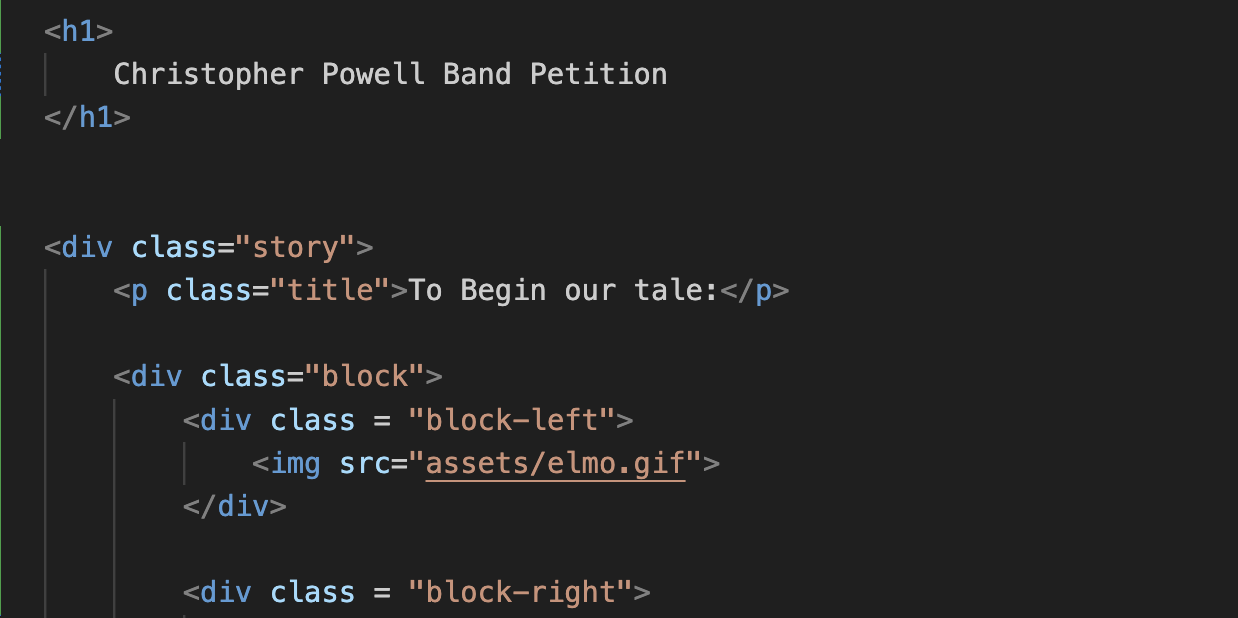 <h1>
Christopher Powell Band Petition
</h1>
<div class="story">
<p class="title">To Begin our tale:</p>
<div class="block">
<div class = "block-left">
<img src="assets/elmo.gif">
</div>
<div class = "block-right">